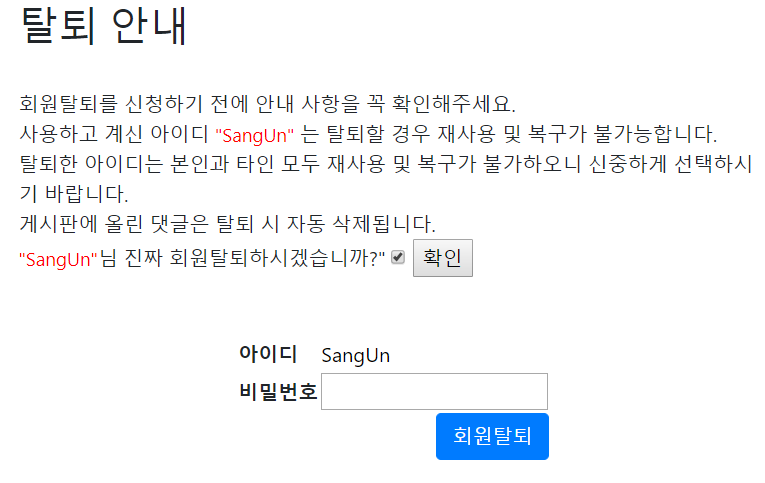 탈퇴 안내
회원탈퇴를 신청하기 전에 안내 사항을 꼭 확인해주세요.
사용하고 계신 아이디 "SangUn" 는 탈퇴할 경우 재사용 및 복구가 불가능합니다.
탈퇴한 아이디는 본인과 타인 모두 재사용 및 복구가 불가하오니 신중하게 선택하시
기 바랍니다.
게시판에 올린 댓글은 탈퇴 시 자동 삭제됩니다.
"SangUn"님 진짜 회원탈퇴하시겠습니까?" 확인
아이디 SangUn
비밀번호
회원탈퇴